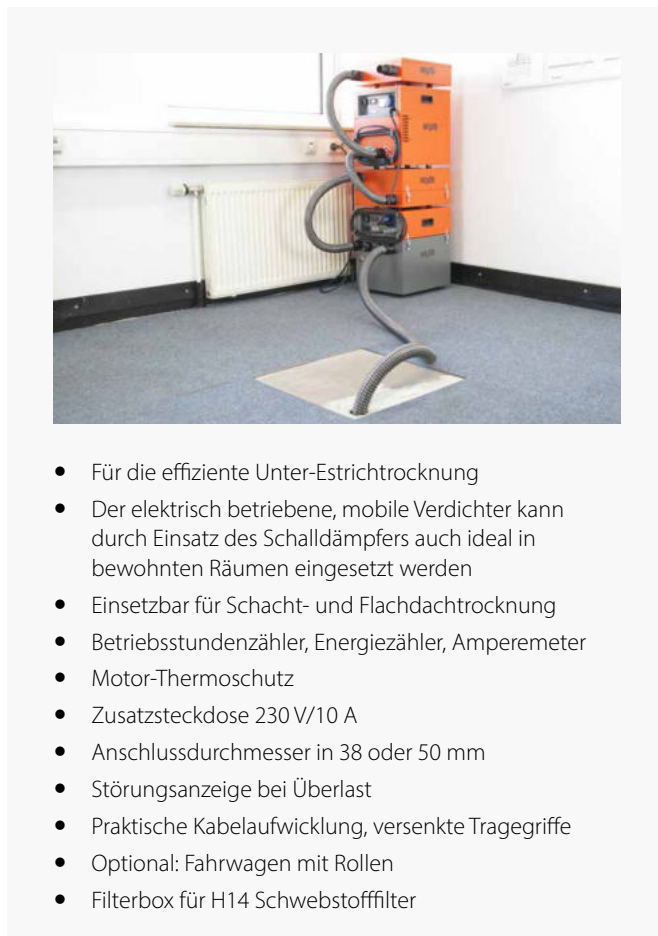 • Für die effiziente Unter-Estrichtrocknung
• Der elektrisch betriebene, mobile Verdichter kann
durch Einsatz des Schalldämpfers auch ideal in
bewohnten Räumen eingesetzt werden
• Einsetzbar für Schacht- und Flachdachtrocknung
• Betriebsstundenzähler, Energiezähler, Amperemeter
• Motor-Thermoschutz
• Zusatzsteckdose 230 V/10 A
• Anschlussdurchmesser in 38 oder 50 mm
• Störungsanzeige bei Überlast
• Praktische Kabelaufwicklung, versenkte Tragegriffe
• Optional: Fahrwagen mit Rollen
• Filterbox für H14 Schwebstofffilter